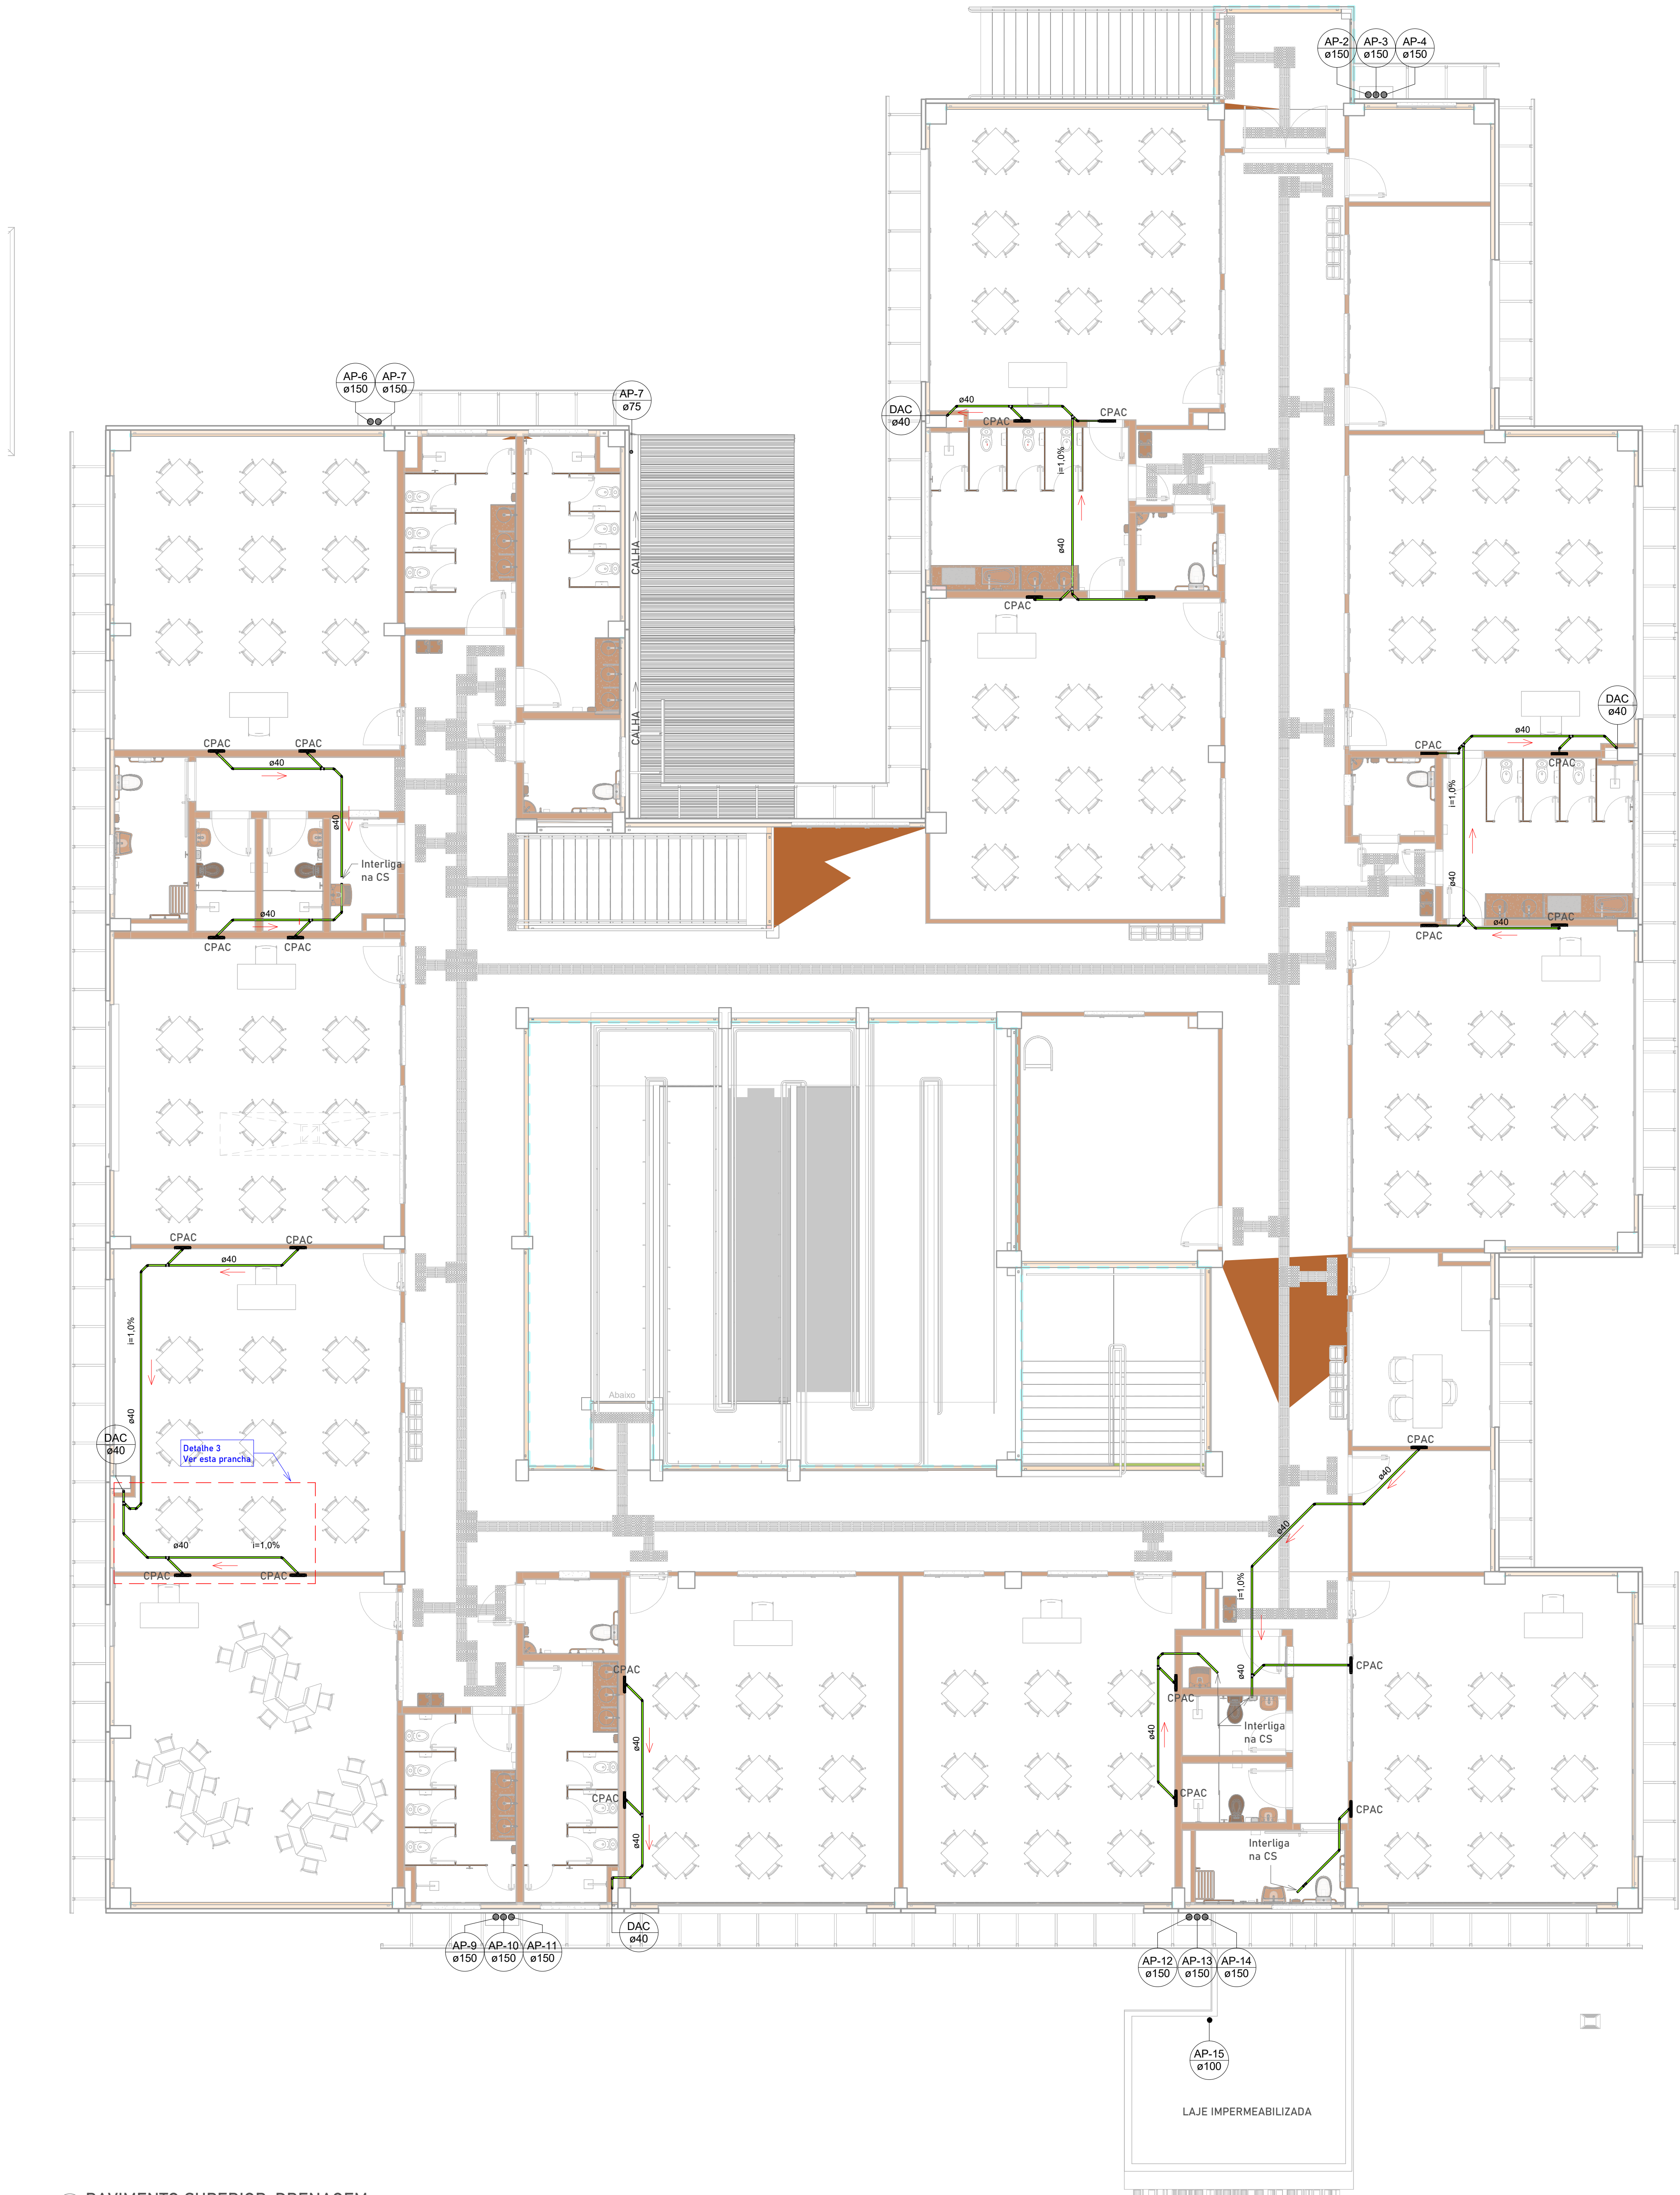 AP-2 AP-3 AP-4
ø150 ø150 ø150
AP-6 AP-7
ø150 ø150
AP-7
ø75
CALHA
CALHA
DAC
ø40
ø40
CPAC
CPAC
i=1,0%
ø40
CPAC
DAC
ø40
ø40
CPAC
CPAC
i=1,0%
ø40
CPAC
ø40
CPAC
CPAC
CPAC
ø40
ø40
Interliga
na CS
ø40
CPAC
CPAC
CPAC
CPAC
ø40
i=1,0%
ø40
DAC
ø40
Detalhe 3
Ver esta prancha
ø40
i=1,0%
CPAC
CPAC
Abaixo
CPAC
ø40
ø40
i=1,0%
ø40
CPAC
CPAC
ø40
CPAC
ø40
DAC
ø40
CPAC
ø40
CPAC
Interliga
na CS
CPAC
Interliga
na CS
AP-9 AP-10 AP-11
ø150 ø150 ø150
AP-12 AP-13 AP-14
ø150 ø150 ø150
AP-15
ø100
LAJE IMPERMEABILIZADA
PAVIMENTO SUPERIOR-DRENAGEM